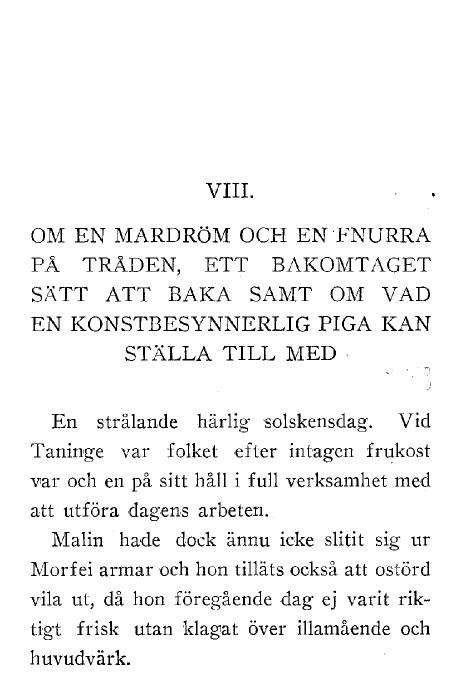 VIII.
OM EN MARDRÖM OCH EN FNURRA
PÅ TRÅDEN, ETT BAKOMTAGET
SÄTT ATT BAKA SAMT OM VAD
EN KONSTBESYNNERLIG PIGA KAN
STÄLLA TILL MED
En strålande härlig solskensdag. Vid
Taninge var folket efter intagen frukost
var och en på sitt håll i full verksamhet med
att utföra dagens arbeten.
Malin hade dock ännu icke slitit sig ur
Morfei armar och hon tilläts också att ostörd
vila ut, då hon föregående dag ej varit rik-
tigt frisk utan klagat över illamående och
huvudvärk.